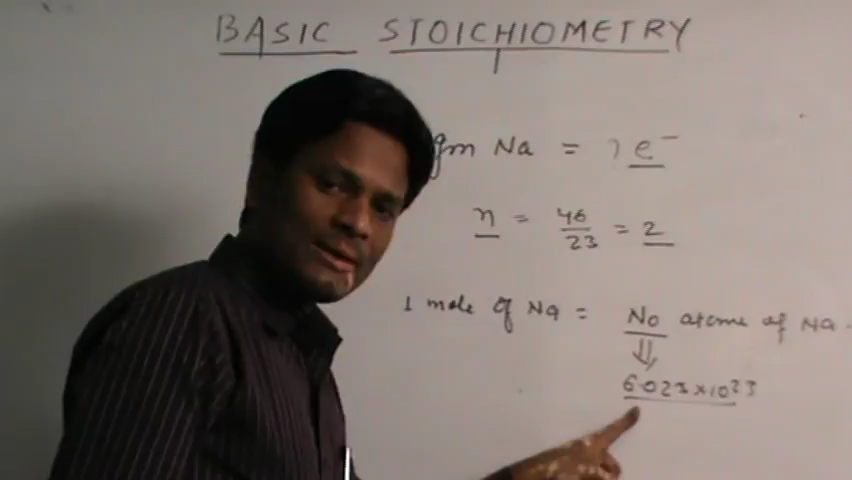 BASIC STOICHIOMETRY
gm Na = ? e⁻
n = 46/23 = 2
1 mole of Na = No atoms of Na.
6.023×10²³